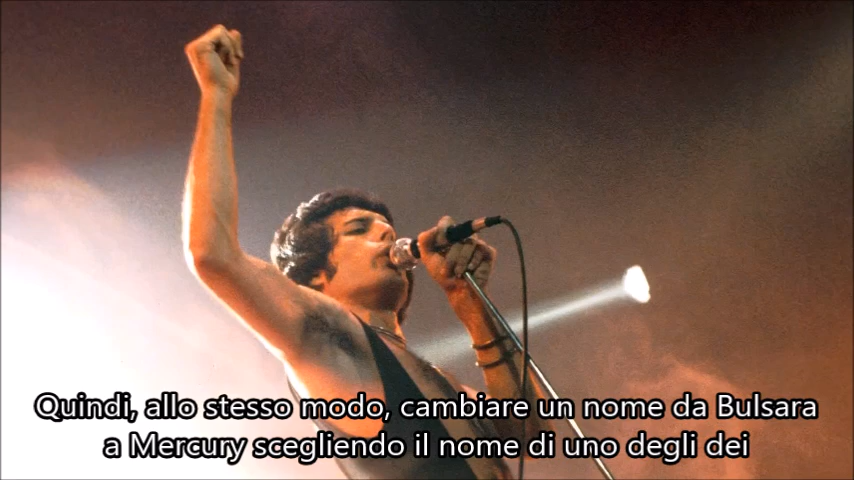 Quindi, allo stesso modo, cambiare un nome da Bulsara
a Mercury scegliendo il nome di uno degli dei